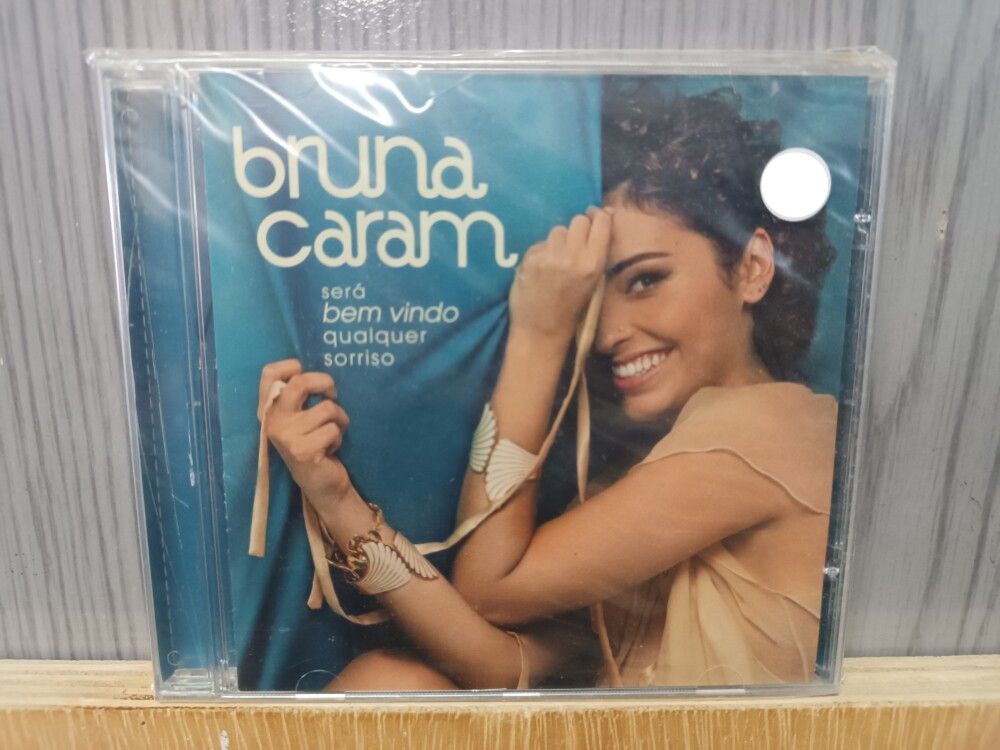 bruna
caram
será
bem vindo
qualquer
sorriso